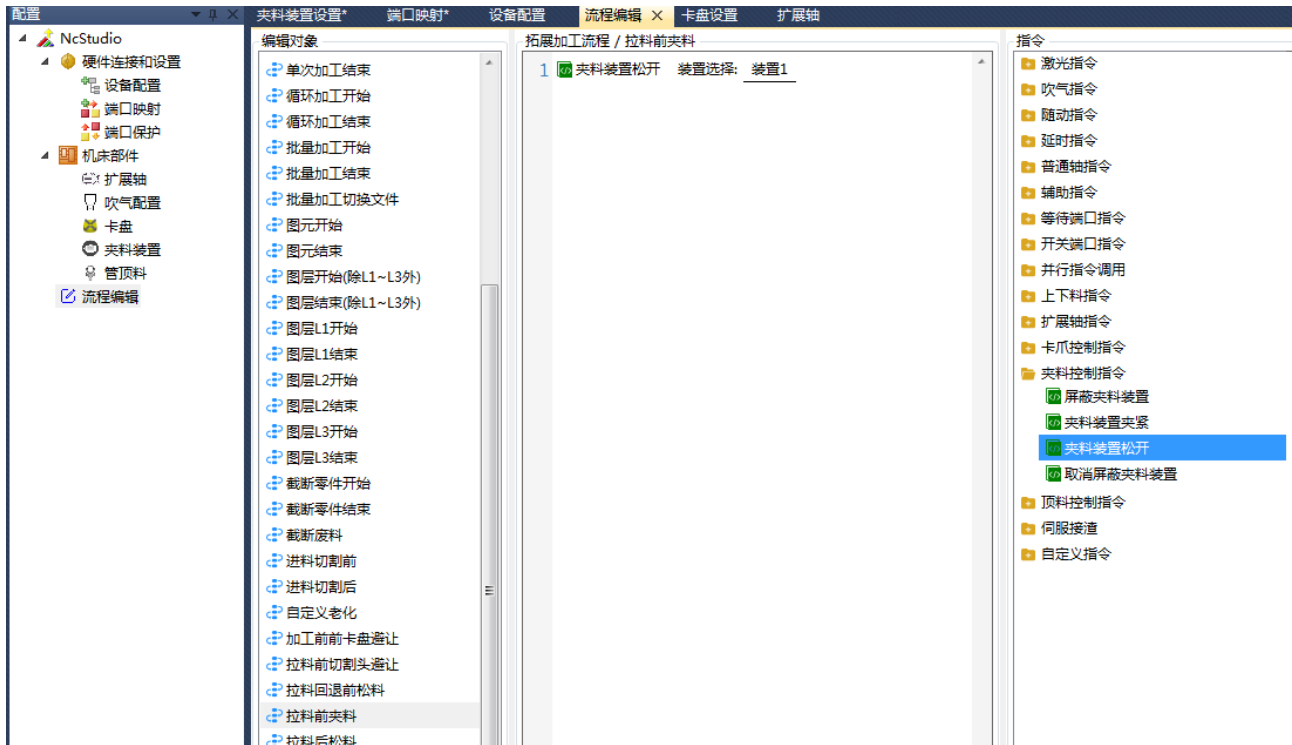 配置
夹料装置设置*
端口映射*
设备配置
流程编辑
卡盘设置
扩展轴
NcStudio
硬件连接和设置
设备配置
端口映射
端口保护
机床部件
扩展轴
吹气配置
卡盘
夹料装置
管顶料
流程编辑
编辑对象
单次加工结束
循环加工开始
循环加工结束
批量加工开始
批量加工结束
批量加工切换文件
图元开始
图元结束
图层开始(除L1~L3外)
图层结束(除L1~L3外)
图层L1开始
图层L1结束
图层L2开始
图层L2结束
图层L3开始
图层L3结束
截断零件开始
截断零件结束
截断废料
进料切割前
进料切割后
自定义老化
加工前前卡盘避让
拉料前切割头避让
拉料回退前松料
拉料前夹料
拉料后松料
拓展加工流程 / 拉料前夹料
1 夹料装置松开 装置选择: 装置1
指令
激光指令
吹气指令
随动指令
延时指令
普通轴指令
辅助指令
等待端口指令
开关端口指令
并行指令调用
上下料指令
扩展轴指令
卡爪控制指令
夹料控制指令
屏蔽夹料装置
夹料装置夹紧
夹料装置松开
取消屏蔽夹料装置
顶料控制指令
伺服接渣
自定义指令